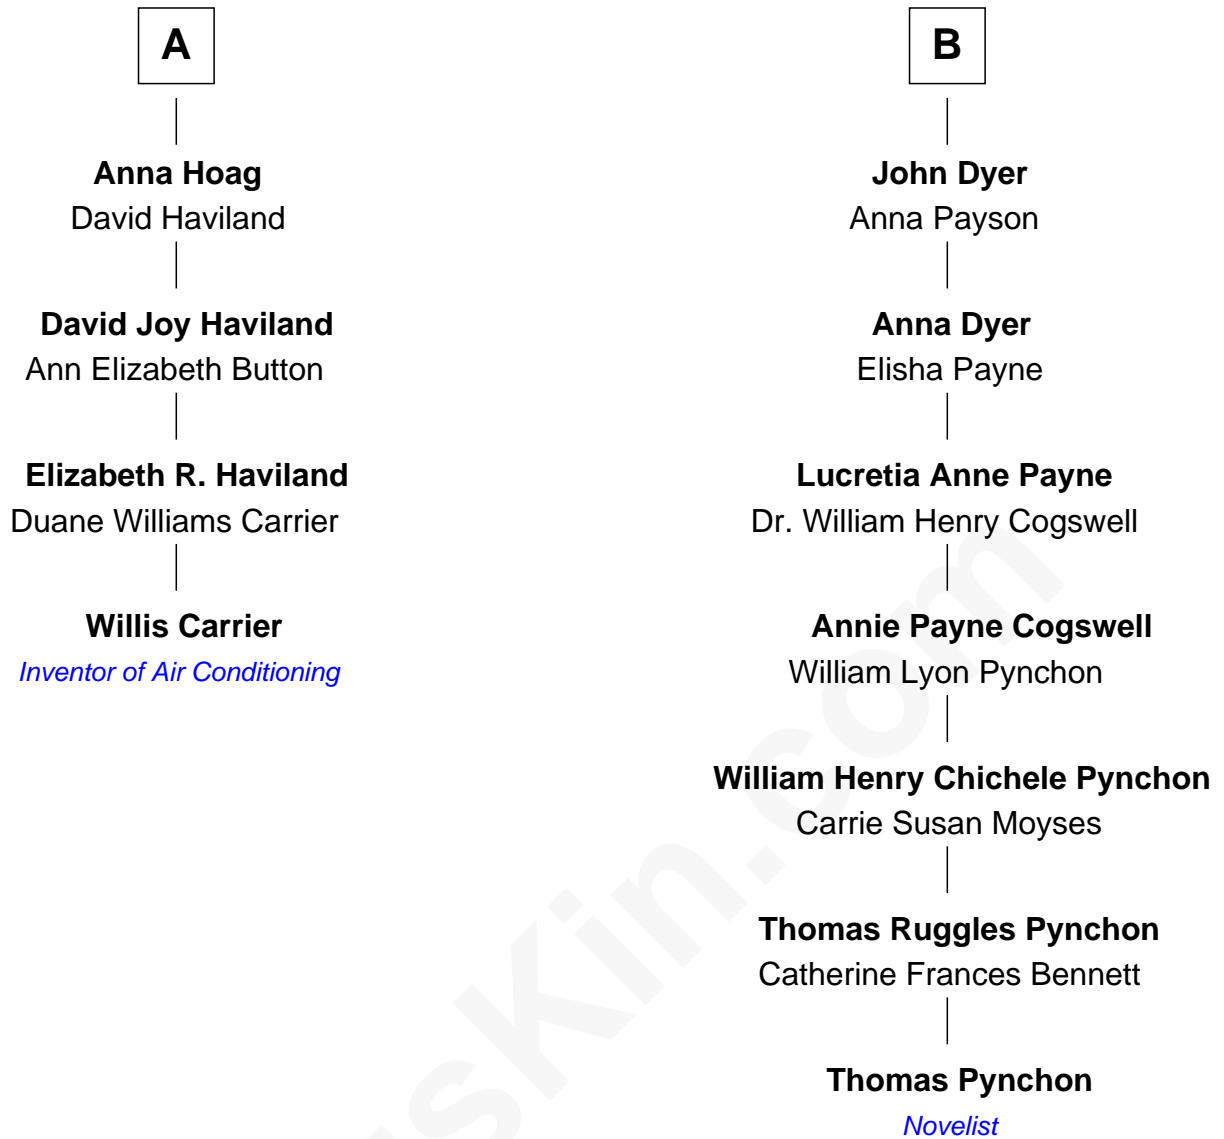 A
Anna Hoag
David Haviland
David Joy Haviland
Ann Elizabeth Button
Elizabeth R. Haviland
Duane Williams Carrier
Willis Carrier
Inventor of Air Conditioning
B
John Dyer
Anna Payson
Anna Dyer
Elisha Payne
Lucretia Anne Payne
Dr. William Henry Cogswell
Annie Payne Cogswell
William Lyon Pynchon
William Henry Chichele Pynchon
Carrie Susan Moyses
Thomas Ruggles Pynchon
Catherine Frances Bennett
Thomas Pynchon
Novelist
sKin.com